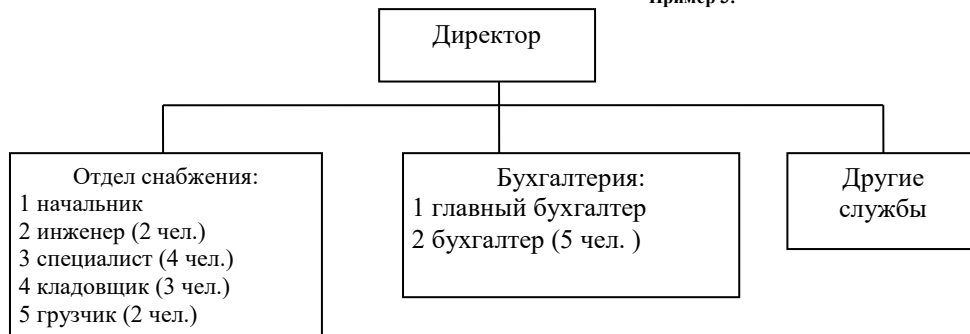 Пример 3.
Директор
Отдел снабжения:
1 начальник
2 инженер (2 чел.)
3 специалист (4 чел.)
4 кладовщик (3 чел.)
5 грузчик (2 чел.)
Бухгалтерия:
1 главный бухгалтер
2 бухгалтер (5 чел. )
Другие
службы